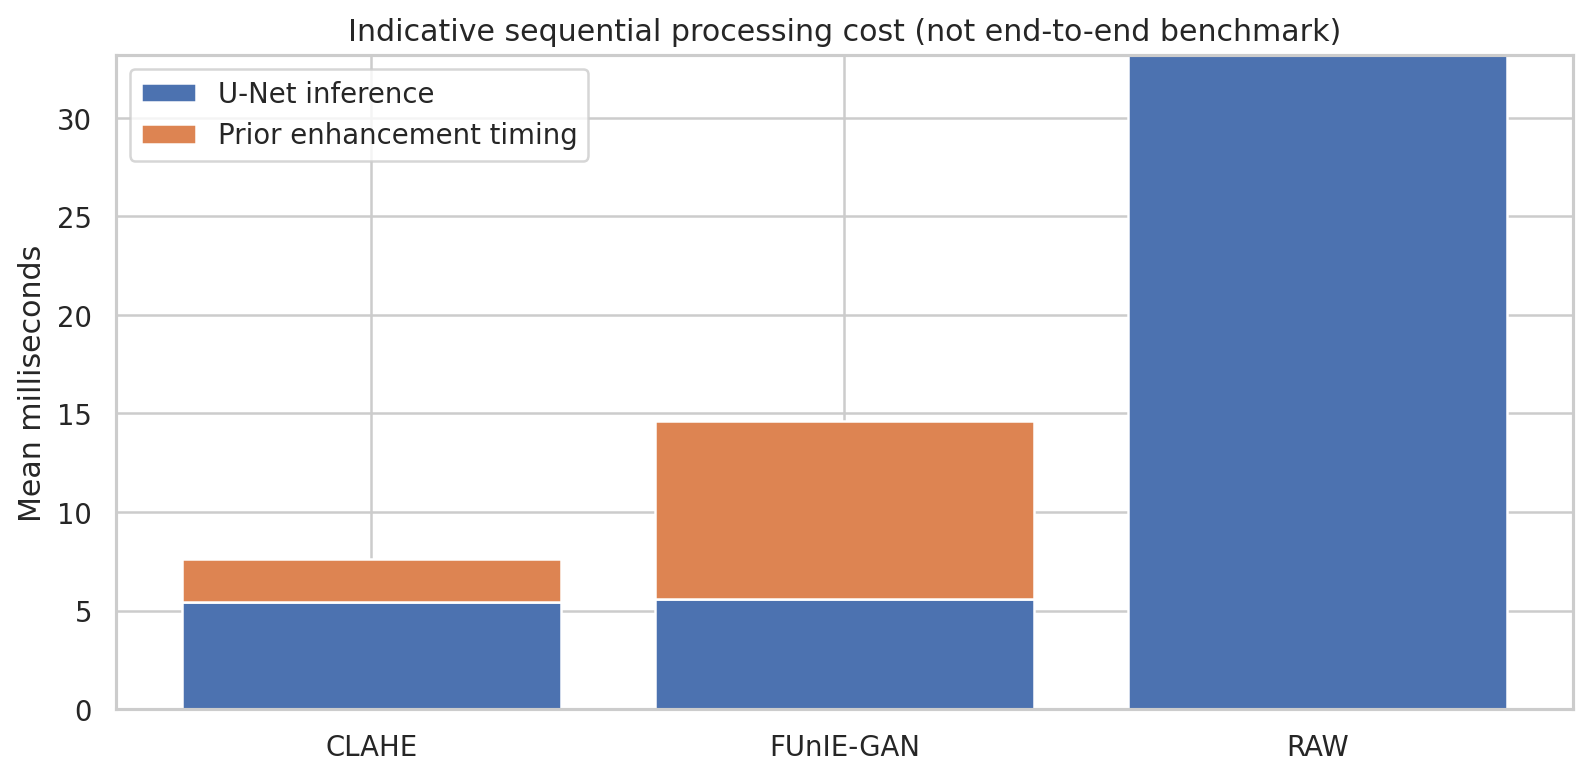 Indicative sequential processing cost (not end-to-end benchmark)
U-Net inference
Prior enhancement timing
Mean milliseconds
30
25
20
15
10
5
0
CLAHE
FUnIE-GAN
RAW